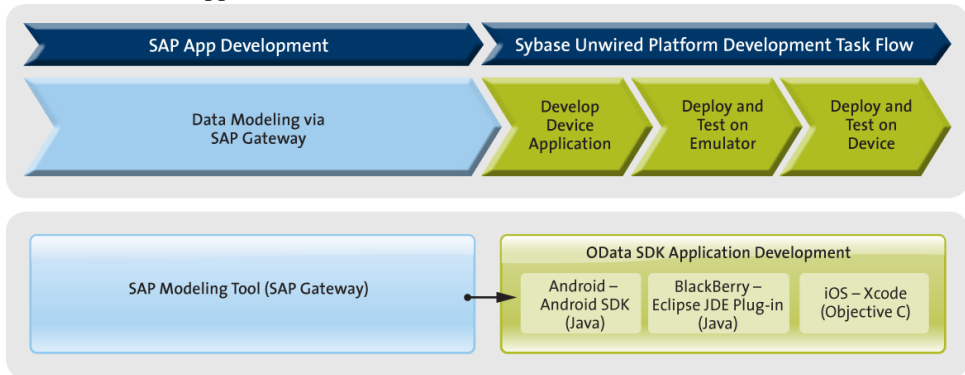 SAP App Development
Sybase Unwired Platform Development Task Flow
Data Modeling via
SAP Gateway
Develop
Device
Application
Deploy and
Test on
Emulator
Deploy and
Test on
Device
SAP Modeling Tool (SAP Gateway)
OData SDK Application Development
Android –
Android SDK
(Java)
BlackBerry –
Eclipse JDE Plug-in
(Java)
iOS – Xcode
(Objective C)